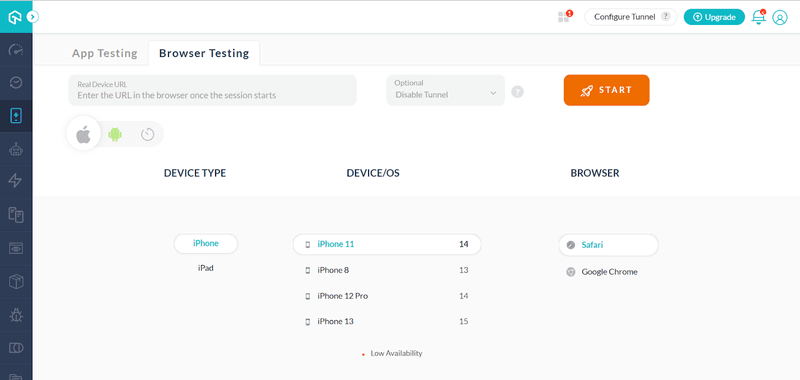 Configure Tunnel ?
Upgrade
App Testing
Browser Testing
Real Device URL
Enter the URL in the browser once the session starts
Optional
Disable Tunnel
?
START
DEVICE TYPE
DEVICE/OS
BROWSER
iPhone
iPad
iPhone 11 14
iPhone 8 13
iPhone 12 Pro 14
iPhone 13 15
Low Availability
Safari
Google Chrome